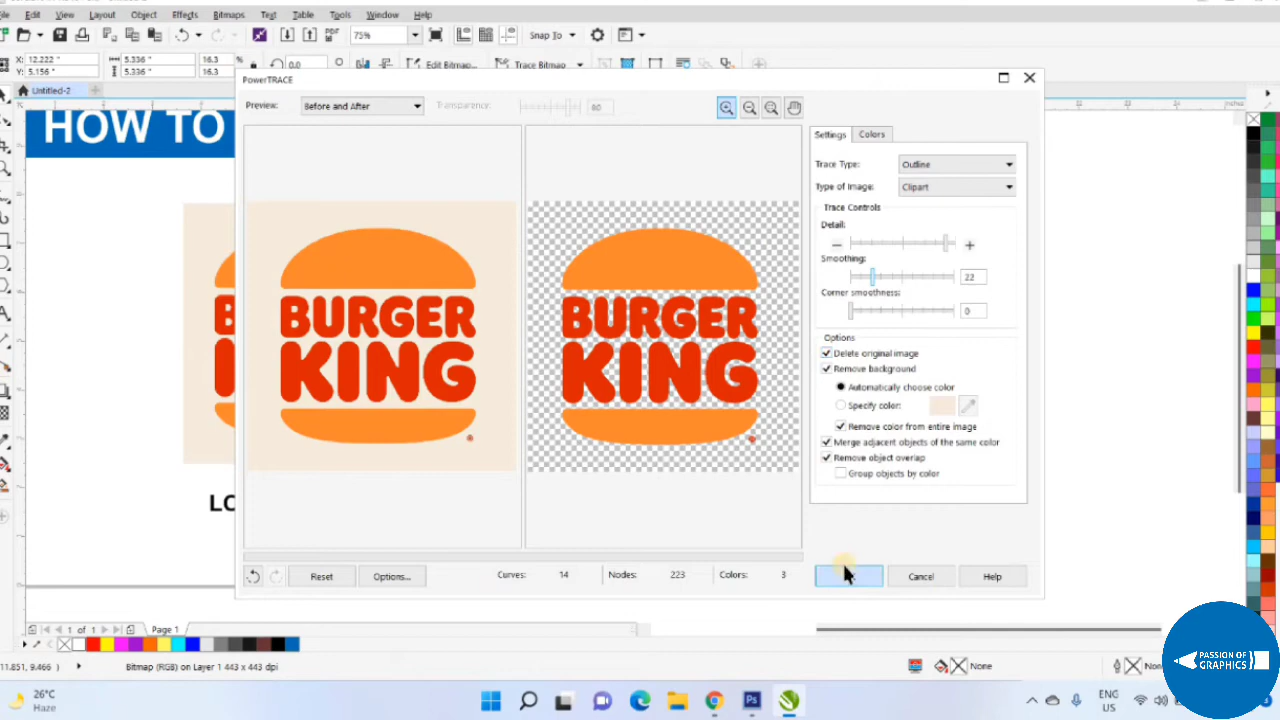 File Edit View Layout Object Effects Bitmaps Text Table Tools Window Help
75% PDF Snap To
X: 12.222 " 5.336 " 16.3 %
Y: 5.156 " 5.336 " 16.3
0.0 Edit Bitmap... Trace Bitmap
Untitled-2
HOW TO
PowerTRACE
Preview: Before and After Transparency: 80
Settings Colors
Trace Type: Outline
Type of Image: Clipart
Trace Controls
Detail:
Smoothing:
22
Corner smoothness:
0
Options
Delete original image
Remove background
Automatically choose color
Specify color:
Remove color from entire image
Merge adjacent objects of the same color
Remove object overlap
Group objects by color
BURGER
KING
BURGER
KING
LO
Reset Options... Curves: 14 Nodes: 223 Colors: 3 Cancel Help
1 of 1 Page 1
11.851, 9.466 ) Bitmap (RGB) on Layer 1 443 x 443 dpi None
PASSION OF
GRAPHICS
26°C
Haze
ENG
US
inches